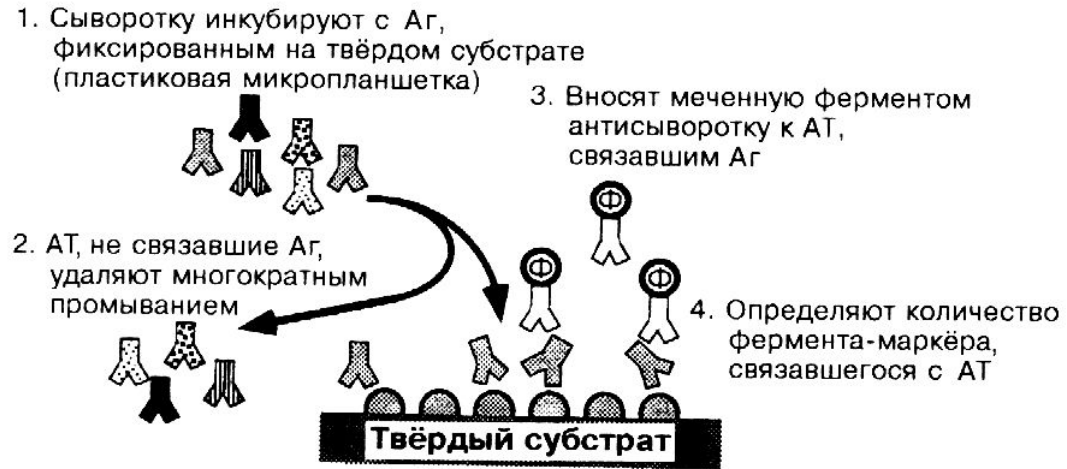 1. Сыворотку инкубируют с Аг,
фиксированным на твёрдом субстрате
(пластиковая микропланшетка)
3. Вносят меченную ферментом
антисыворотку к АТ,
связавшим Аг
Ф
2. АТ, не связавшие Аг,
удаляют многократным
промыванием
Ф
Ф
4. Определяют количество
фермента-маркёра,
связавшегося с АТ
Твёрдый субстрат